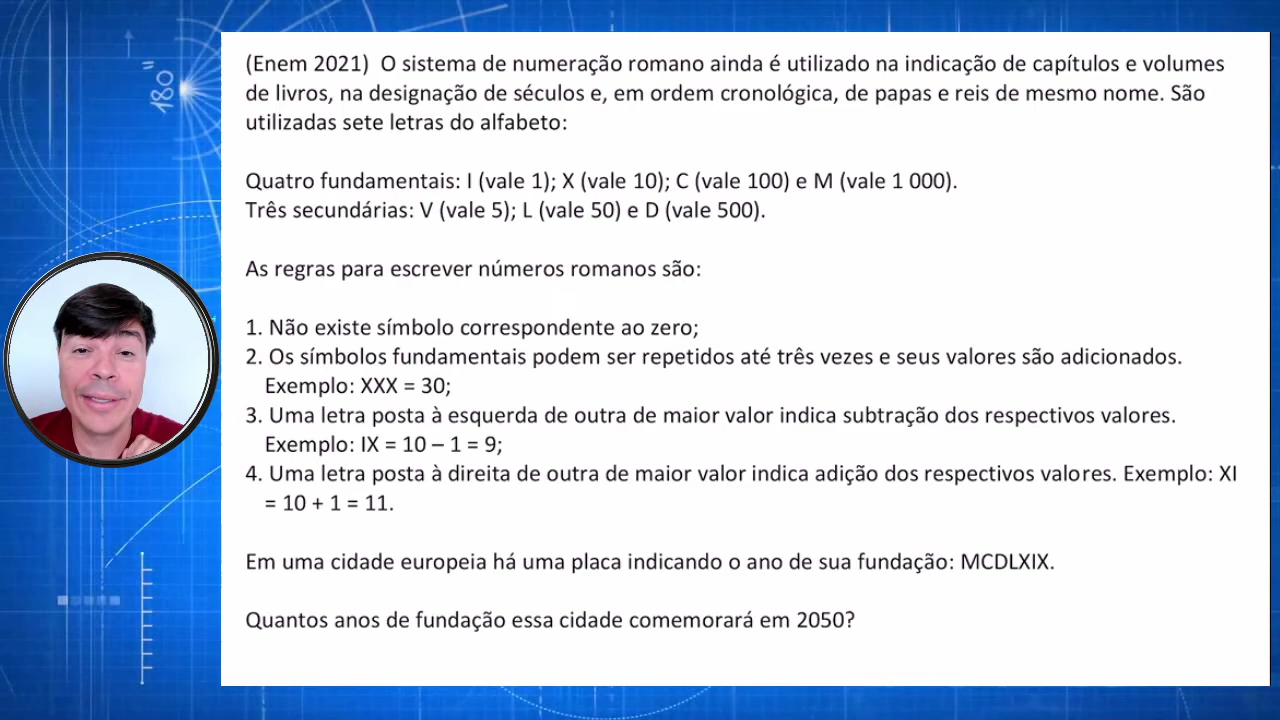 180"
(Enem 2021) O sistema de numeração romano ainda é utilizado na indicação de capítulos e volumes
de livros, na designação de séculos e, em ordem cronológica, de papas e reis de mesmo nome. São
utilizadas sete letras do alfabeto:
Quatro fundamentais: I (vale 1); X (vale 10); C (vale 100) e M (vale 1 000).
Três secundárias: V (vale 5); L (vale 50) e D (vale 500).
As regras para escrever números romanos são:
1. Não existe símbolo correspondente ao zero;
2. Os símbolos fundamentais podem ser repetidos até três vezes e seus valores são adicionados.
Exemplo: XXX = 30;
3. Uma letra posta à esquerda de outra de maior valor indica subtração dos respectivos valores.
Exemplo: IX = 10 – 1 = 9;
4. Uma letra posta à direita de outra de maior valor indica adição dos respectivos valores. Exemplo: XI
= 10 + 1 = 11.
Em uma cidade europeia há uma placa indicando o ano de sua fundação: MCDLXIX.
Quantos anos de fundação essa cidade comemorará em 2050?